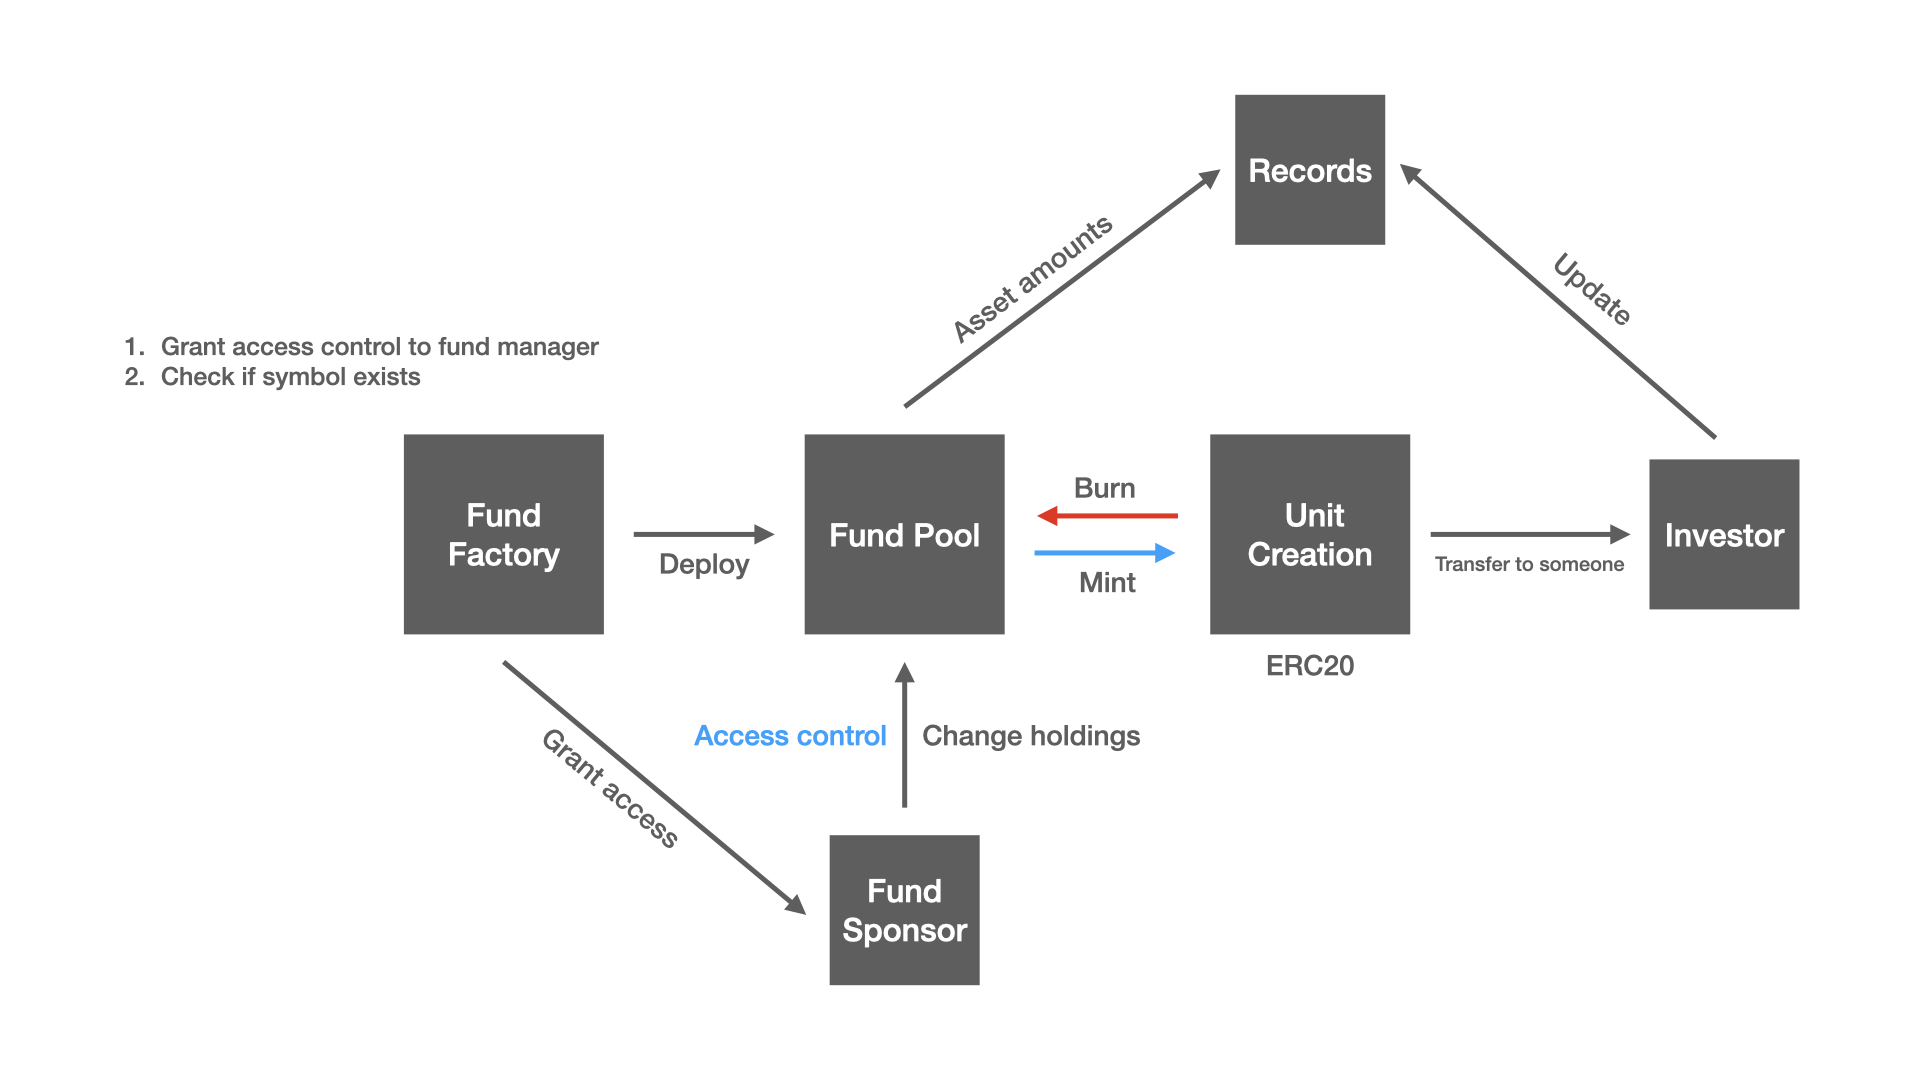 Records
Asset amounts
Update
1. Grant access control to fund manager
2. Check if symbol exists
Fund
Factory
Deploy
Fund Pool
Burn
Mint
Unit
Creation
ERC20
Transfer to someone
Investor
Grant access
Access control
Change holdings
Fund
Sponsor